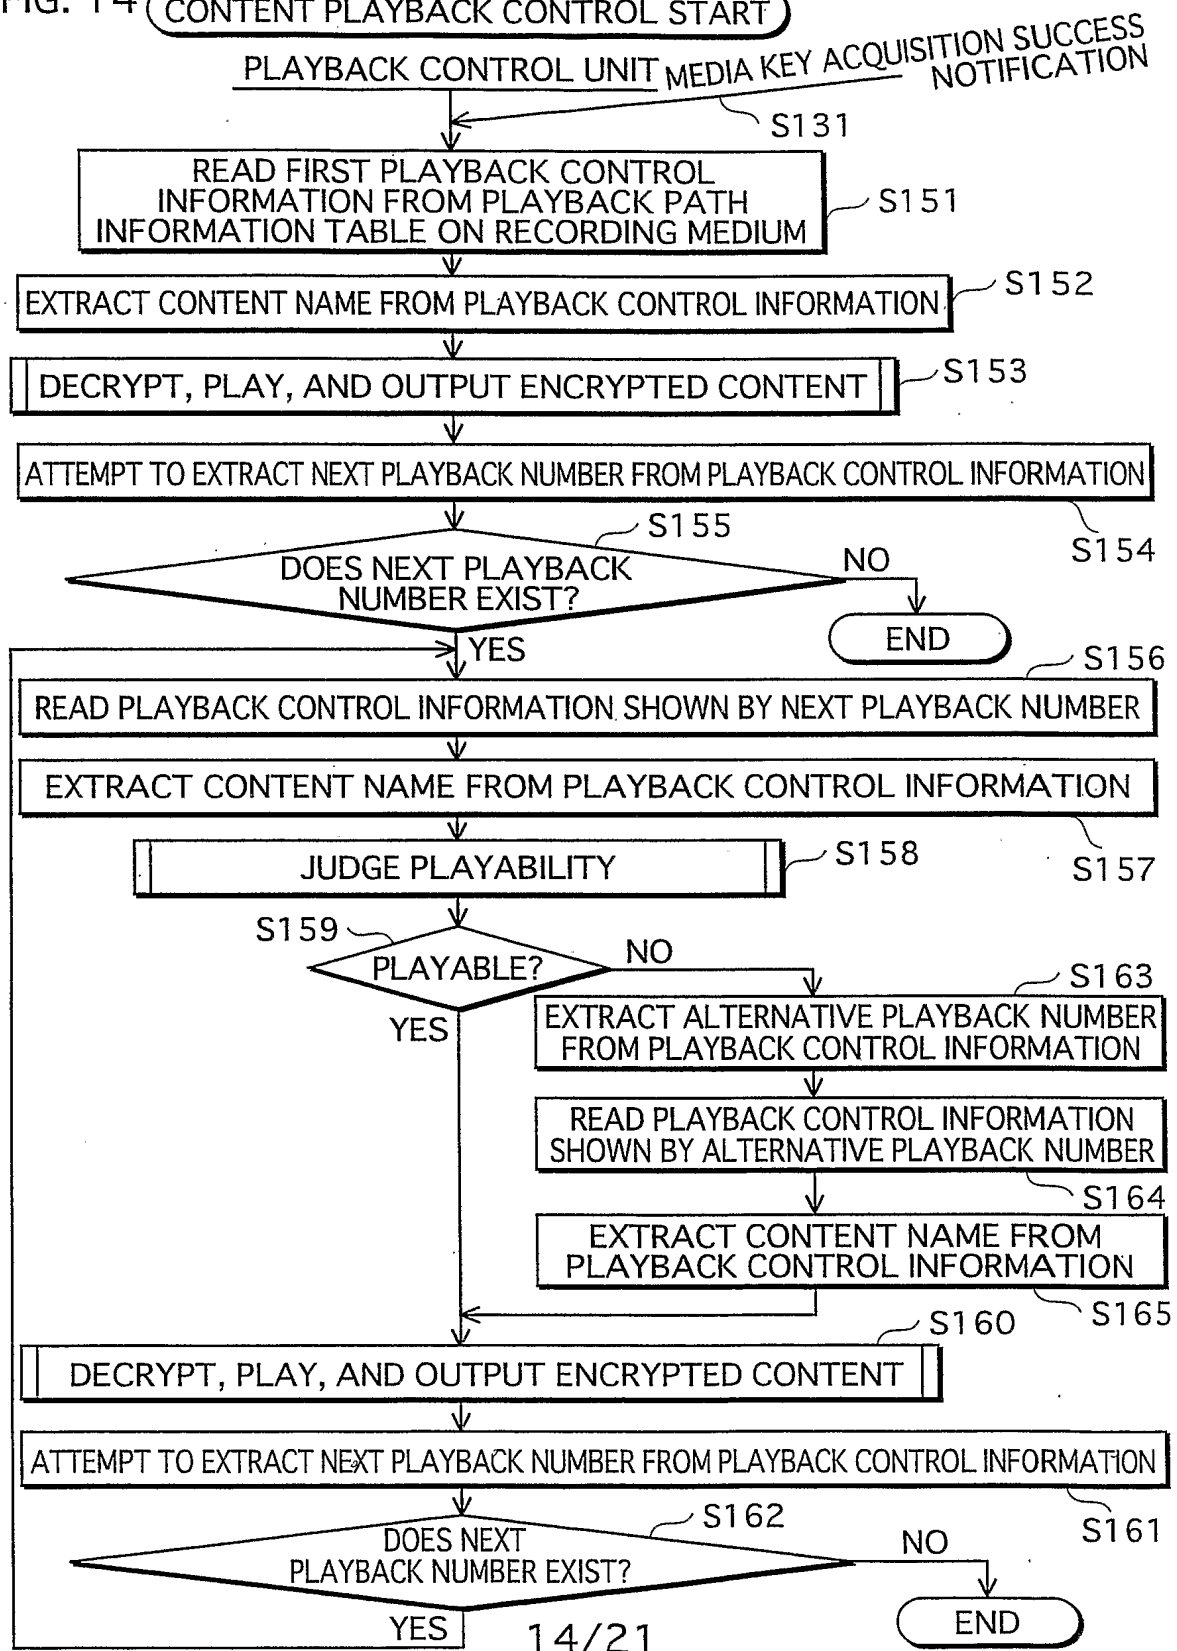 FIG. 14
CONTENT PLAYBACK CONTROL START
PLAYBACK CONTROL UNIT
MEDIA KEY ACQUISITION SUCCESS
NOTIFICATION
S131
READ FIRST PLAYBACK CONTROL
INFORMATION FROM PLAYBACK PATH
INFORMATION TABLE ON RECORDING MEDIUM
S151
EXTRACT CONTENT NAME FROM PLAYBACK CONTROL INFORMATION
S152
DECRYPT, PLAY, AND OUTPUT ENCRYPTED CONTENT
S153
ATTEMPT TO EXTRACT NEXT PLAYBACK NUMBER FROM PLAYBACK CONTROL INFORMATION
S154
S155
DOES NEXT PLAYBACK
NUMBER EXIST?
NO
END
YES
S156
READ PLAYBACK CONTROL INFORMATION SHOWN BY NEXT PLAYBACK NUMBER
EXTRACT CONTENT NAME FROM PLAYBACK CONTROL INFORMATION
S157
JUDGE PLAYABILITY
S158
S159
PLAYABLE?
NO
YES
S163
EXTRACT ALTERNATIVE PLAYBACK NUMBER
FROM PLAYBACK CONTROL INFORMATION
READ PLAYBACK CONTROL INFORMATION
SHOWN BY ALTERNATIVE PLAYBACK NUMBER
S164
EXTRACT CONTENT NAME FROM
PLAYBACK CONTROL INFORMATION
S165
S160
DECRYPT, PLAY, AND OUTPUT ENCRYPTED CONTENT
ATTEMPT TO EXTRACT NEXT PLAYBACK NUMBER FROM PLAYBACK CONTROL INFORMATION
S161
S162
DOES NEXT
PLAYBACK NUMBER EXIST?
NO
END
YES
14/21